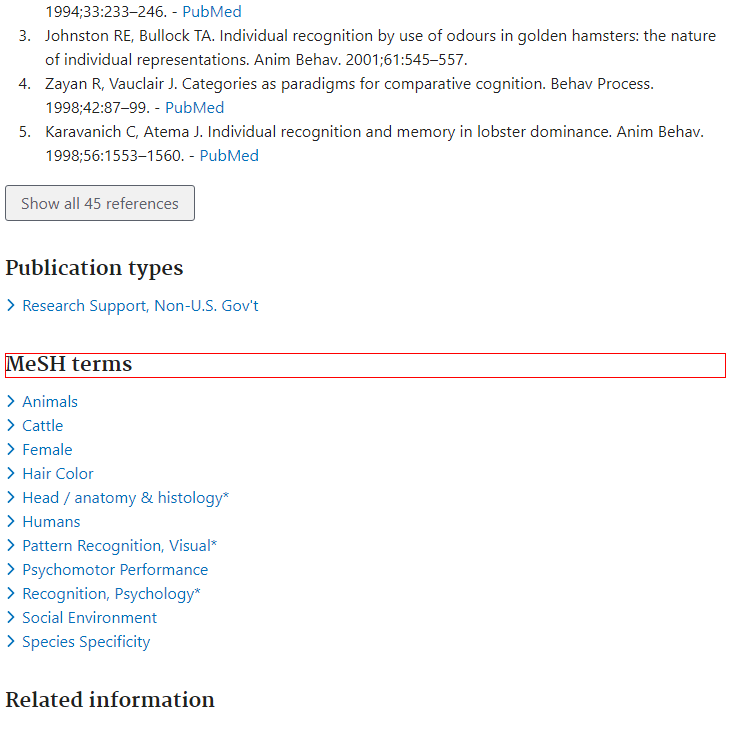 1994;33:233–246. - PubMed
3. Johnston RE, Bullock TA. Individual recognition by use of odours in golden hamsters: the nature
of individual representations. Anim Behav. 2001;61:545–557.
4. Zayan R, Vauclair J. Categories as paradigms for comparative cognition. Behav Process.
1998;42:87–99. - PubMed
5. Karavanich C, Atema J. Individual recognition and memory in lobster dominance. Anim Behav.
1998;56:1553–1560. - PubMed
Show all 45 references
Publication types
Research Support, Non-U.S. Gov't
MeSH terms
Animals
Cattle
Female
Hair Color
Head / anatomy & histology*
Humans
Pattern Recognition, Visual*
Psychomotor Performance
Recognition, Psychology*
Social Environment
Species Specificity
Related information